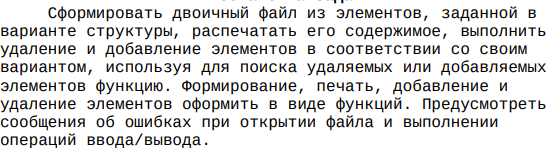 Сформировать двоичный файл из элементов, заданной в
варианте структуры, распечатать его содержимое, выполнить
удаление и добавление элементов в соответствии со своим
вариантом, используя для поиска удаляемых или добавляемых
элементов функцию. Формирование, печать, добавление и
удаление элементов оформить в виде функций. Предусмотреть
сообщения об ошибках при открытии файла и выполнении
операций ввода/вывода.